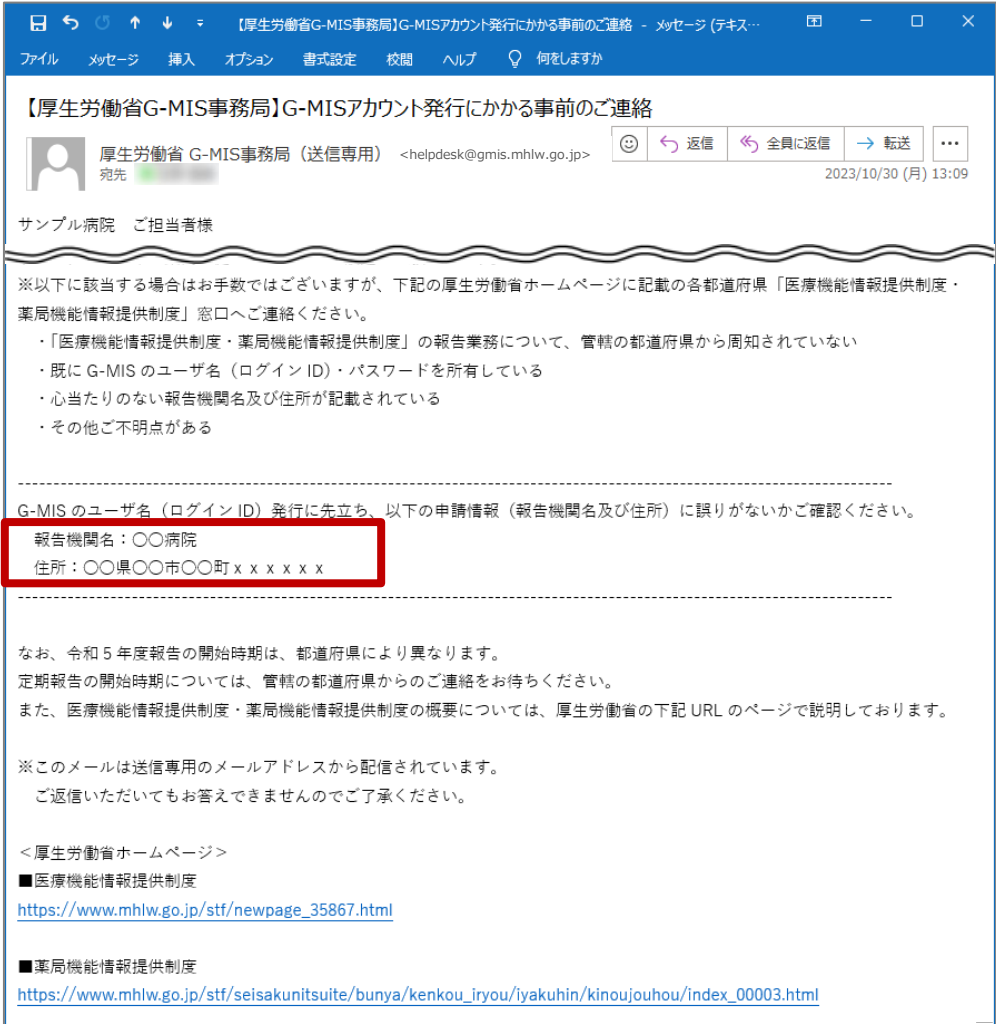 【厚生労働省G-MIS事務局】G-MISアカウント発行にかかる事前のご連絡 - メッセージ (テキス…
ファイル メッセージ 挿入 オプション 書式設定 校閲 ヘルプ 何をしますか
【厚生労働省G-MIS事務局】G-MISアカウント発行にかかる事前のご連絡
返信 全員に返信 転送 …
厚生労働省 G-MIS事務局（送信専用） <helpdesk@gmis.mhlw.go.jp>
宛先
2023/10/30 (月) 13:09
サンプル病院　ご担当者様
※以下に該当する場合はお手数ではございますが、下記の厚生労働省ホームページに記載の各都道府県「医療機能情報提供制度・
薬局機能情報提供制度」窓口へご連絡ください。
・「医療機能情報提供制度・薬局機能情報提供制度」の報告業務について、管轄の都道府県から周知されていない
・既に G-MIS のユーザ名（ログイン ID）・パスワードを所有している
・心当たりのない報告機関名及び住所が記載されている
・その他ご不明点がある
--------------------------------------------------------------------------------
G-MIS のユーザ名（ログイン ID）発行に先立ち、以下の申請情報（報告機関名及び住所）に誤りがないかご確認ください。
報告機関名：〇〇病院
住所：〇〇県〇〇市〇〇町ｘｘｘｘｘｘ
--------------------------------------------------------------------------------
なお、令和５年度報告の開始時期は、都道府県により異なります。
定期報告の開始時期については、管轄の都道府県からのご連絡をお待ちください。
また、医療機能情報提供制度・薬局機能情報提供制度の概要については、厚生労働省の下記 URL のページで説明しております。
※このメールは送信専用のメールアドレスから配信されています。
ご返信いただいてもお答えできませんのでご了承ください。
＜厚生労働省ホームページ＞
■医療機能情報提供制度
https://www.mhlw.go.jp/stf/newpage_35867.html
■薬局機能情報提供制度
https://www.mhlw.go.jp/stf/seisakunitsuite/bunya/kenkou_iryou/iyakuhin/kinoujouhou/index_00003.html